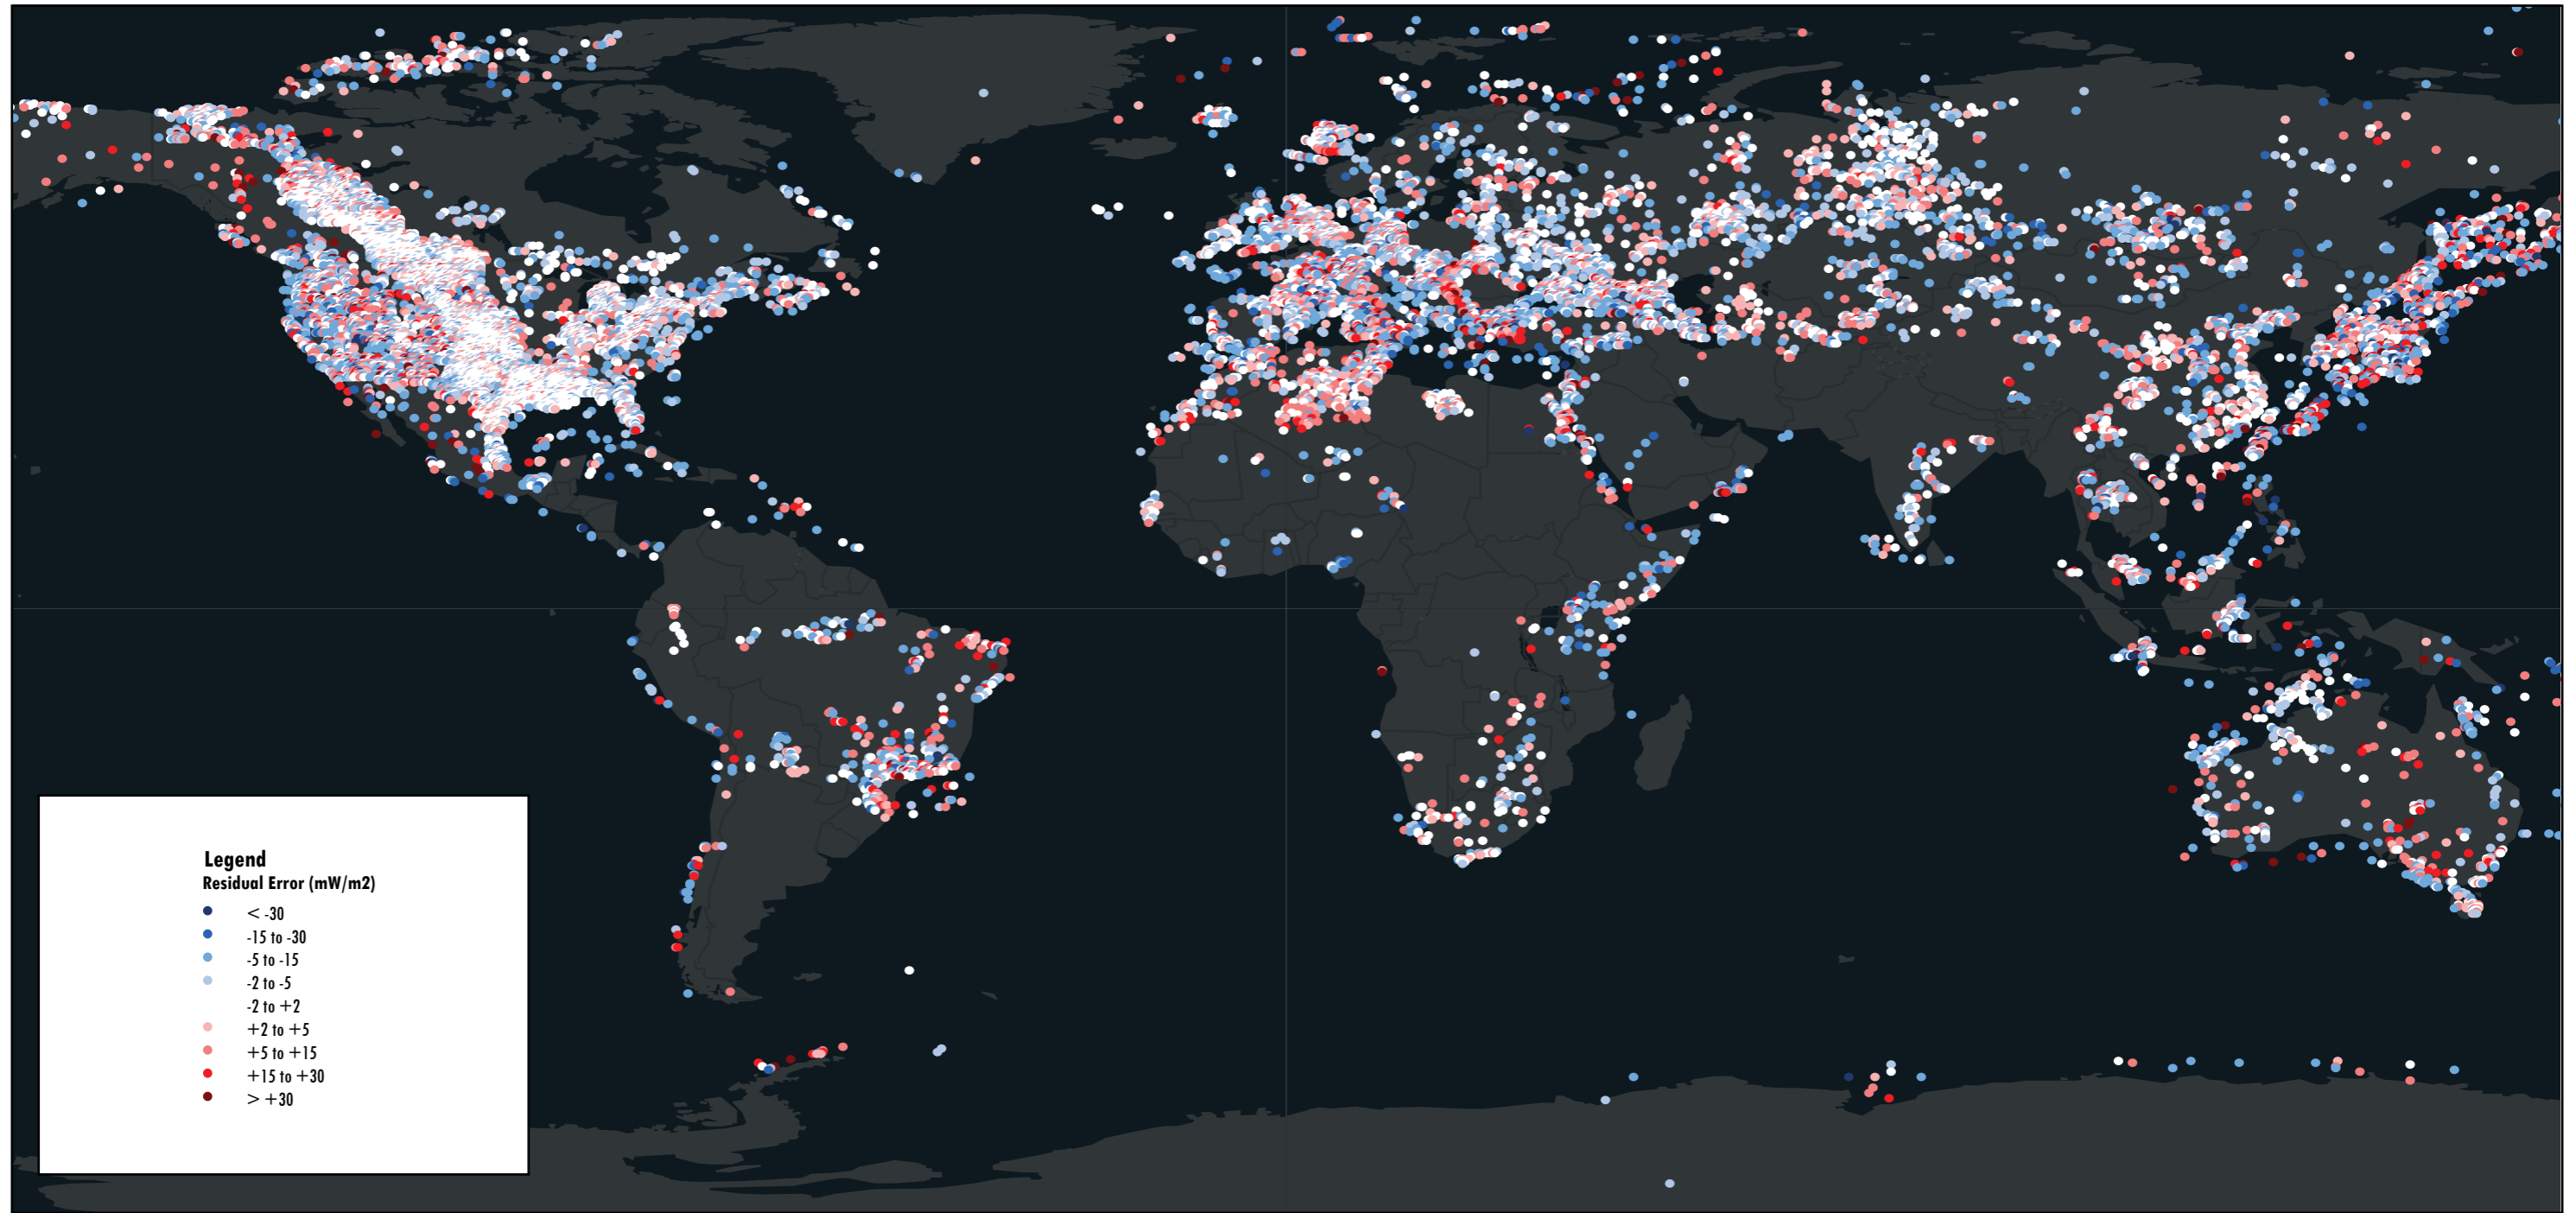 Legend
Residual Error (mW/m2)
< -30
-15 to -30
-5 to -15
-2 to -5
-2 to +2
+2 to +5
+5 to +15
+15 to +30
> +30